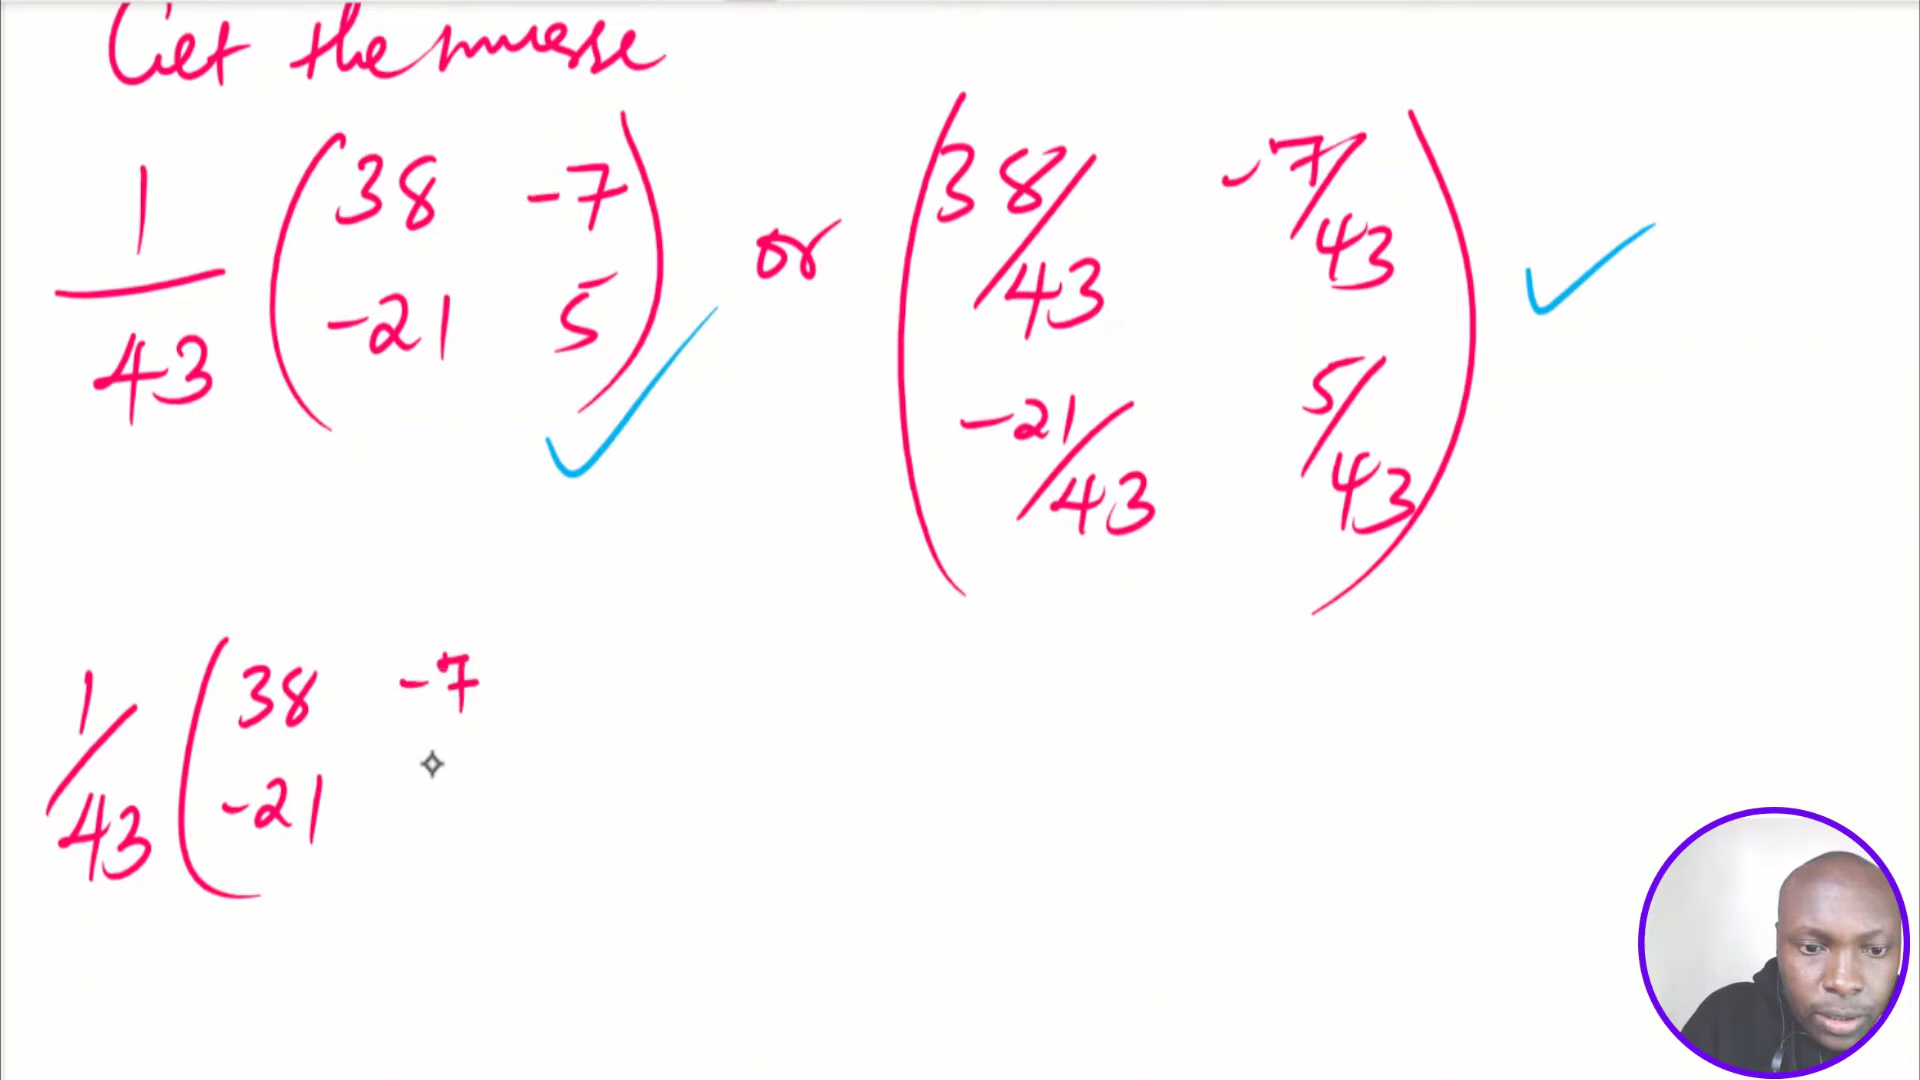 Get the inverse
1/43 (38 -7
-21 5) or (38/43 -7/43
-21/43 5/43)
1/43 (38 -7
-21